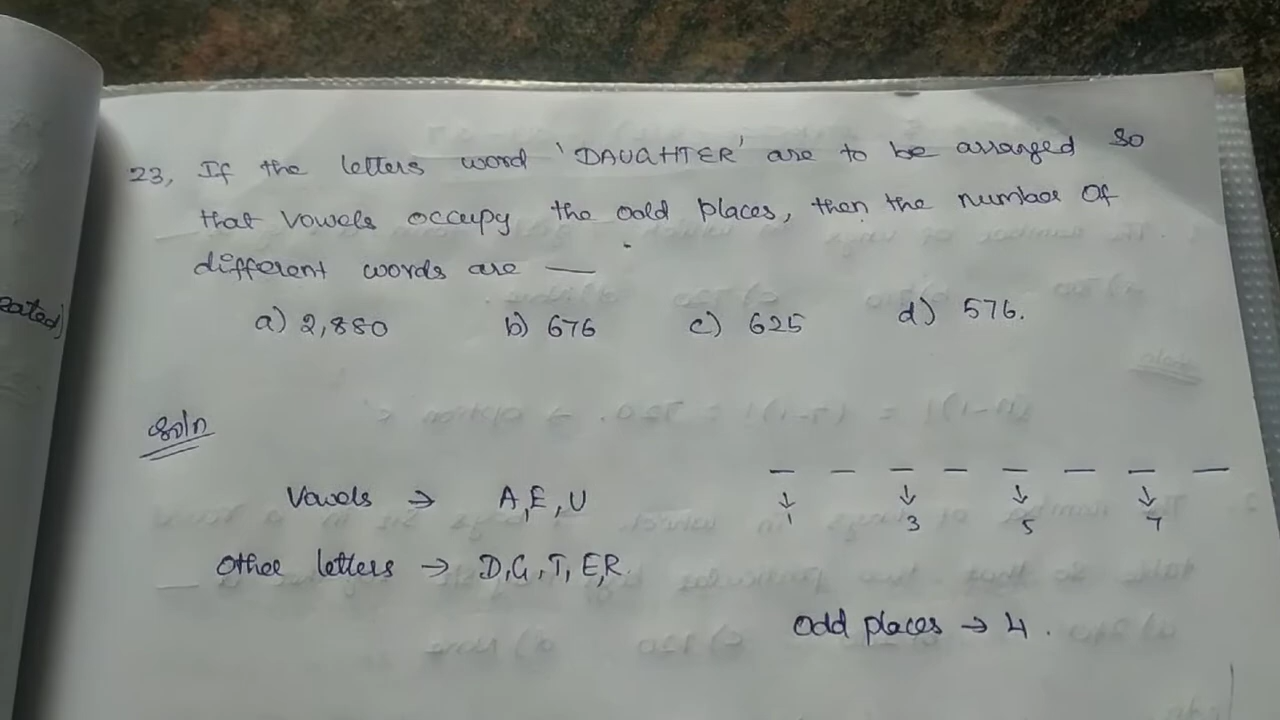 eated)
23, If the letters word 'DAUGHTER' are to be arranged so
that vowels occupy the odd places, then the number of
different words are —
a) 2,880 b) 676 c) 625 d) 576.
Soln
Vowels → A, E, U
↓ ↓ ↓ ↓
1 3 5 7
Other letters → D, G, T, E, R.
Odd places → 4.